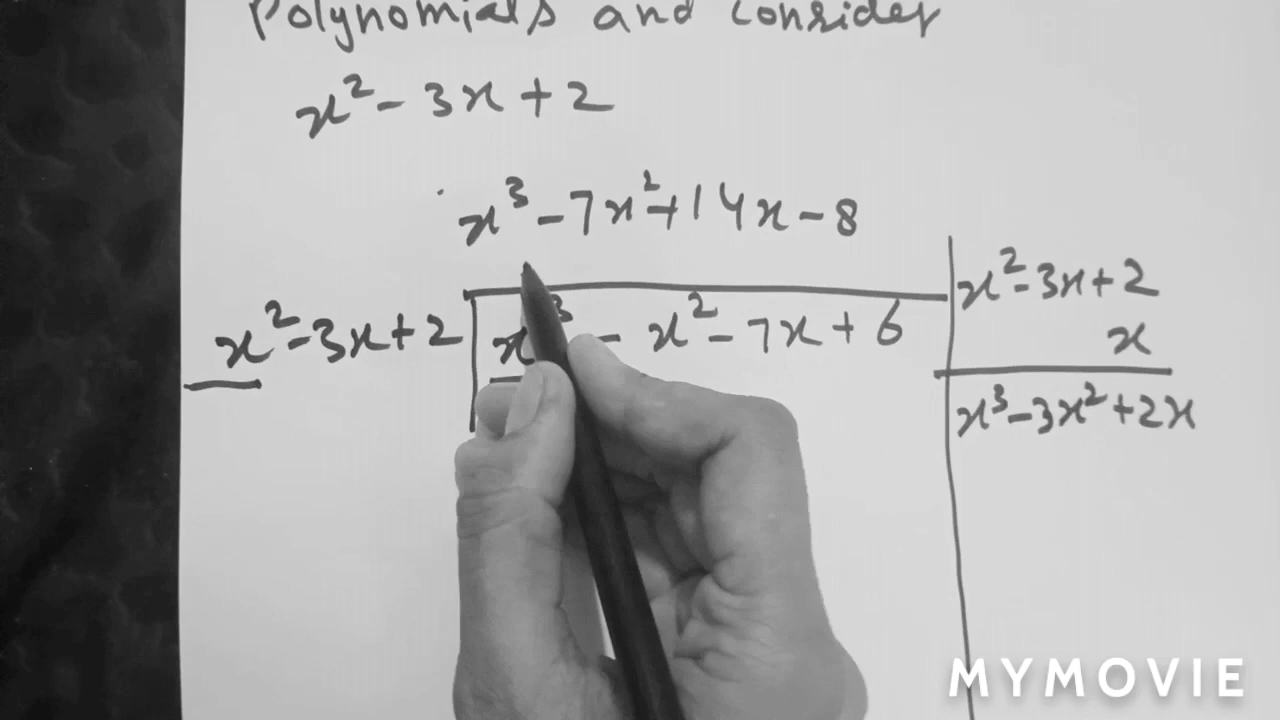 Polynomials and consider
x² - 3x + 2
x³ - 7x² + 14x - 8
x² - 3x + 2
x³ - x² - 7x + 6
x² - 3x + 2
x
x³ - 3x² + 2x
MYMOVIE